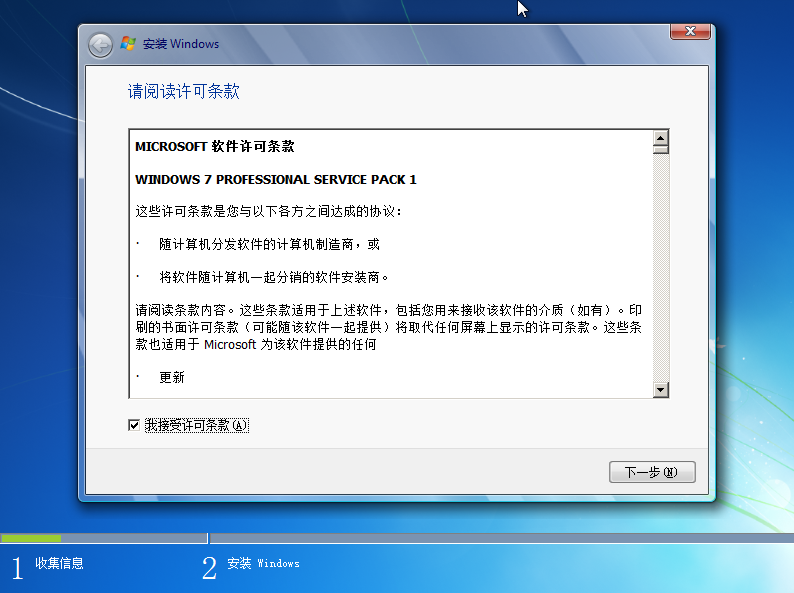 安装 Windows
请阅读许可条款
MICROSOFT 软件许可条款
WINDOWS 7 PROFESSIONAL SERVICE PACK 1
这些许可条款是您与以下各方之间达成的协议：
· 随计算机分发软件的计算机制造商，或
· 将软件随计算机一起分销的软件安装商。
请阅读条款内容。这些条款适用于上述软件，包括您用来接收该软件的介质（如有）。印
刷的书面许可条款（可能随该软件一起提供）将取代任何屏幕上显示的许可条款。这些条
款也适用于 Microsoft 为该软件提供的任何
· 更新
我接受许可条款(A)
下一步(N)
1 收集信息
2 安装 Windows